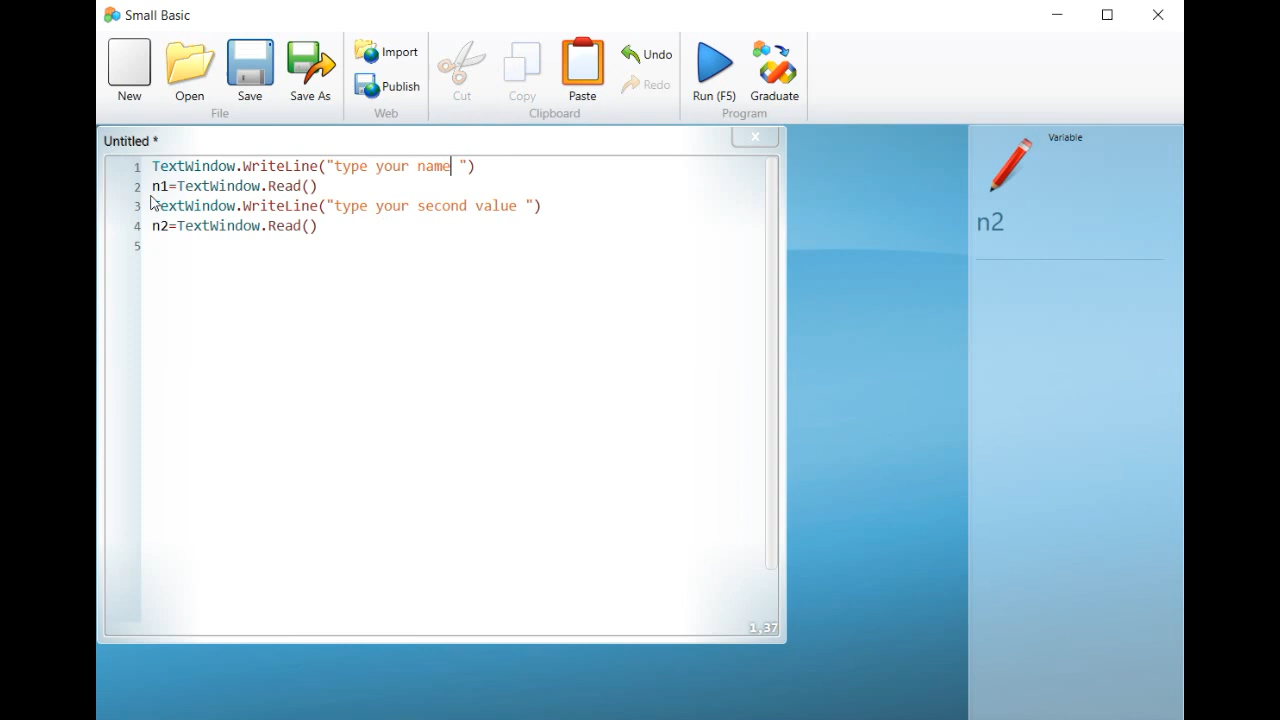 Small Basic
New
Open
Save
Save As
File
Import
Publish
Web
Cut
Copy
Paste
Undo
Redo
Clipboard
Run (F5)
Graduate
Program
Untitled *
1 TextWindow.WriteLine("type your name ")
2 n1=TextWindow.Read()
3 TextWindow.WriteLine("type your second value ")
4 n2=TextWindow.Read()
5
1,37
Variable
n2